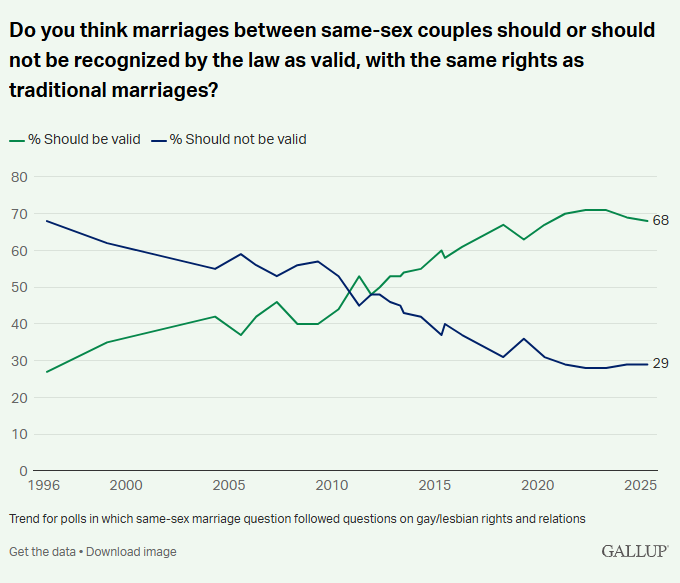 Do you think marriages between same-sex couples should or should
not be recognized by the law as valid, with the same rights as
traditional marriages?
% Should be valid % Should not be valid
80
70
68
60
50
40
30
29
20
10
0
1996 2000 2005 2010 2015 2020 2025
Trend for polls in which same-sex marriage question followed questions on gay/lesbian rights and relations
Get the data • Download image
GALLUP